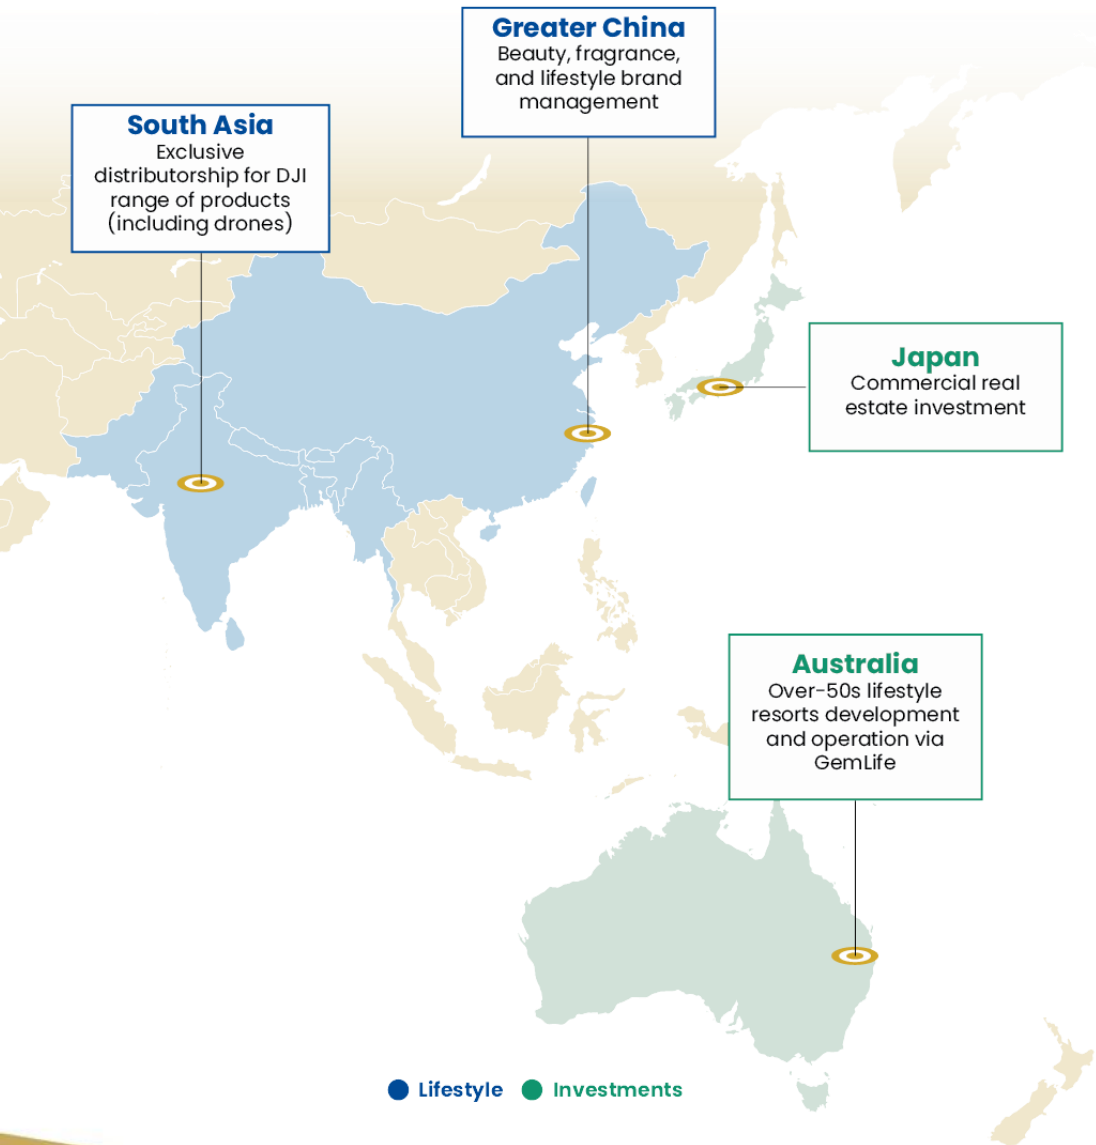 Greater China
Beauty, fragrance,
and lifestyle brand
management
South Asia
Exclusive
distributorship for DJI
range of products
(including drones)
Japan
Commercial real
estate investment
Australia
Over-50s lifestyle
resorts development
and operation via
GemLife
Lifestyle
Investments